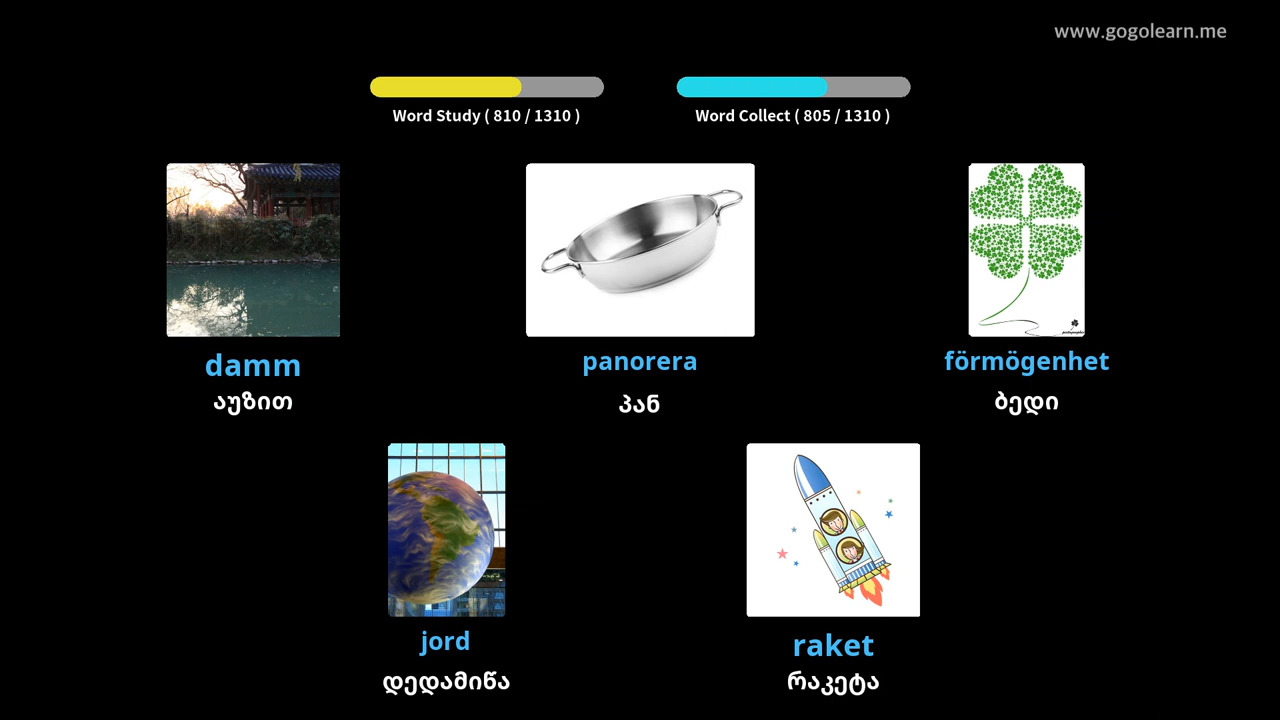 www.gogolearn.me
Word Study ( 810 / 1310 )
Word Collect ( 805 / 1310 )
damm
აუზით
panorera
პან
förmögenhet
ბედი
jord
დედამიწა
raket
რაკეტა